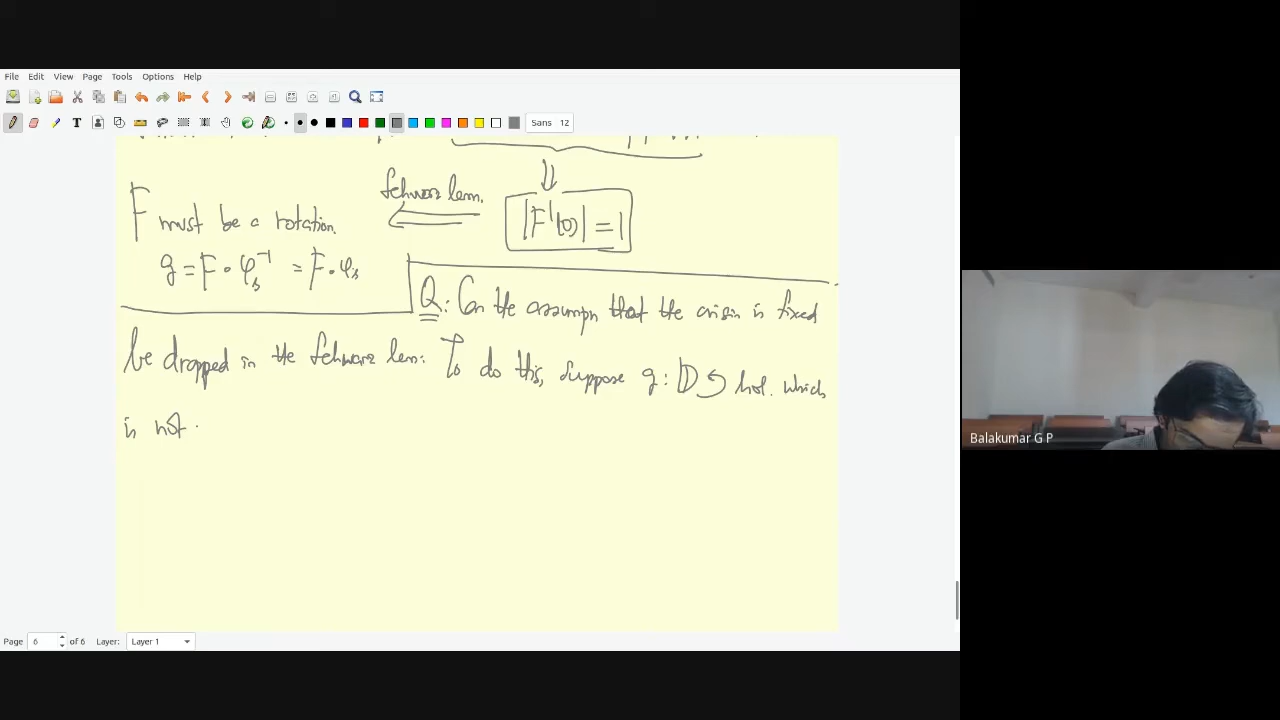 File Edit View Page Tools Options Help
Sans 12
Schwarz lem.
F must be a rotation.
|F'(0)| = 1
g = F∘φ_s⁻¹ = F∘φ_s
Q: Can the assumpn that the origin is fixed
be dropped in the Schwarz lem: To do this, suppose g: D ↺ hol. which
is not
Balakumar G P
Page 6 of 6 Layer: Layer 1